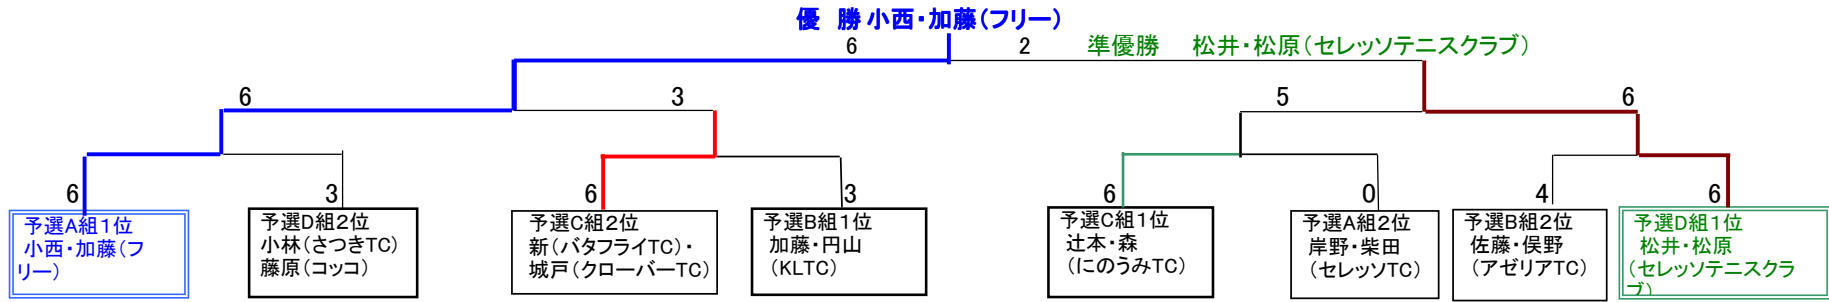 優　勝 小西・加藤（フリー）
6 2 準優勝　松井・松原（セレッソテニスクラブ）
6 3 5 6
6 3 6 3 6 0 4 6
予選A組１位
小西・加藤（フ
リー）
予選D組２位
小林（さつきTC）
藤原（コッコ）
予選C組２位
新（バタフライTC）・
城戸（クローバーTC）
予選B組１位
加藤・円山
（KLTC）
予選C組１位
辻本・森
（にのうみTC）
予選A組２位
岸野・柴田
（セレッソTC）
予選B組２位
佐藤・俣野
（アゼリアTC）
予選D組１位
松井・松原
（セレッソテニスクラ
ブ）